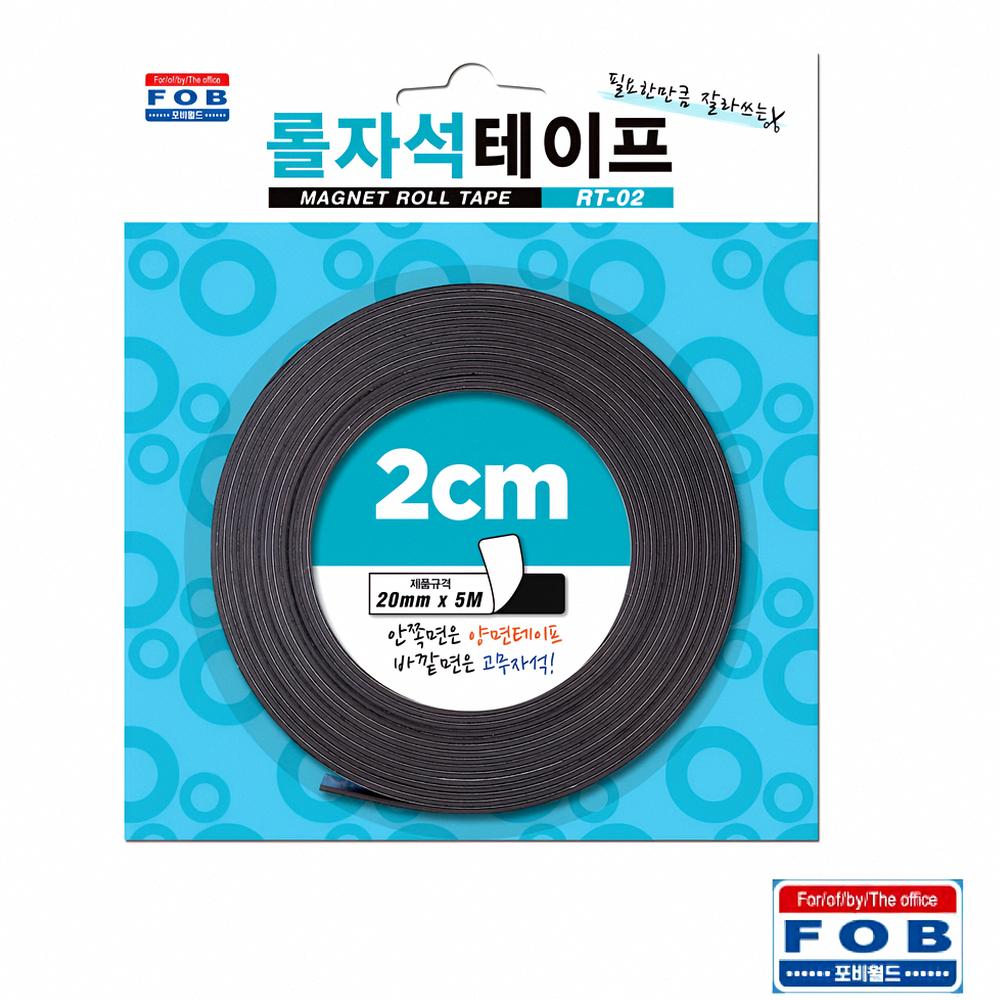 For/of/by/The office
FOB
포비월드
필요한만큼 잘라쓰는
롤자석테이프
MAGNET ROLL TAPE RT-02
2cm
제품규격
20mm x 5M
안쪽면은 양면테이프
바깥면은 고무자석!
For/of/by/The office
FOB
포비월드